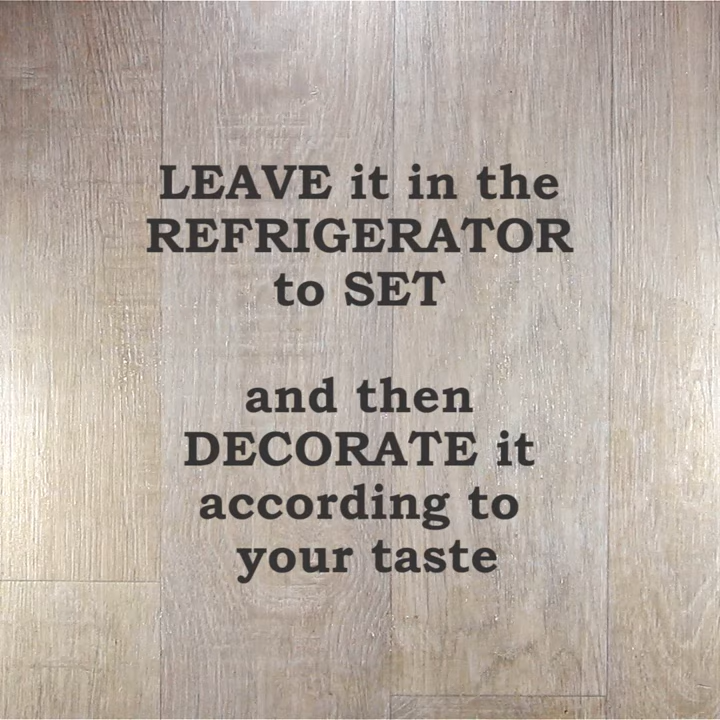 LEAVE it in the
REFRIGERATOR
to SET
and then
DECORATE it
according to
your taste